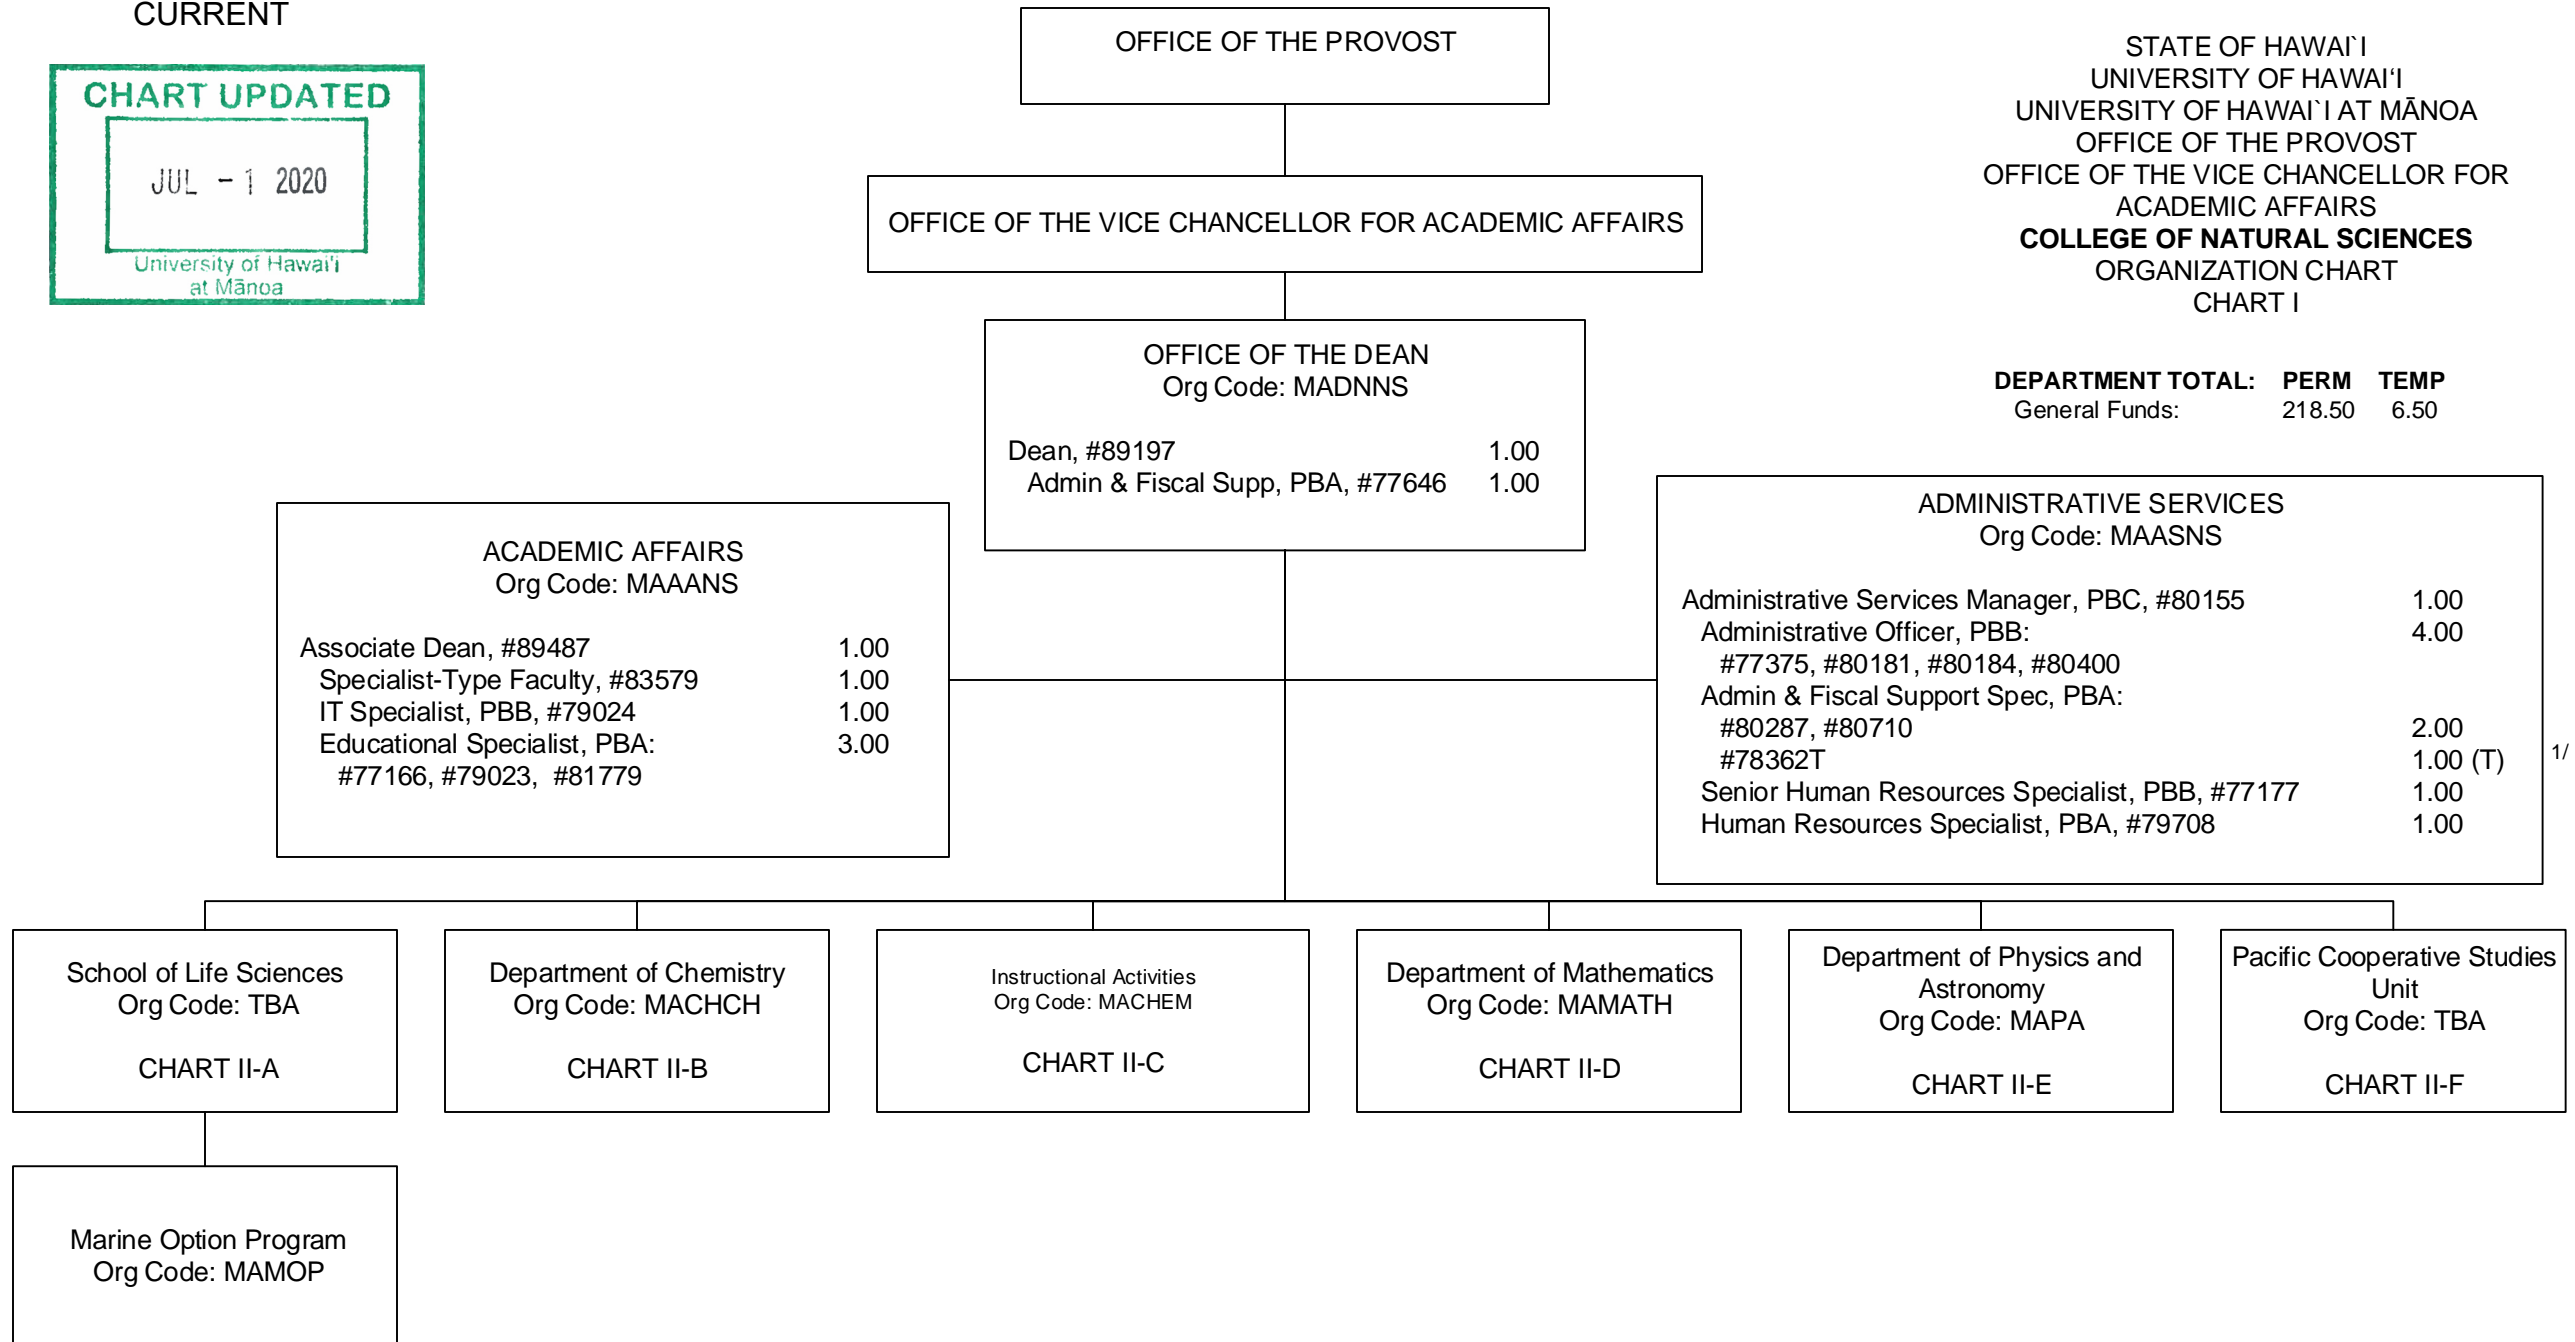 CURRENT
CHART UPDATED
JUL - 1 2020
University of Hawai'i
at Mānoa
OFFICE OF THE PROVOST
OFFICE OF THE VICE CHANCELLOR FOR ACADEMIC AFFAIRS
STATE OF HAWAI`I
UNIVERSITY OF HAWAI‘I
UNIVERSITY OF HAWAI`I AT MĀNOA
OFFICE OF THE PROVOST
OFFICE OF THE VICE CHANCELLOR FOR
ACADEMIC AFFAIRS
COLLEGE OF NATURAL SCIENCES
ORGANIZATION CHART
CHART I
DEPARTMENT TOTAL: PERM TEMP
General Funds: 218.50 6.50
OFFICE OF THE DEAN
Org Code: MADNNS
Dean, #89197 1.00
Admin & Fiscal Supp, PBA, #77646 1.00
ACADEMIC AFFAIRS
Org Code: MAAANS
Associate Dean, #89487 1.00
Specialist-Type Faculty, #83579 1.00
IT Specialist, PBB, #79024 1.00
Educational Specialist, PBA: 3.00
#77166, #79023, #81779
ADMINISTRATIVE SERVICES
Org Code: MAASNS
Administrative Services Manager, PBC, #80155 1.00
Administrative Officer, PBB: 4.00
#77375, #80181, #80184, #80400
Admin & Fiscal Support Spec, PBA:
#80287, #80710 2.00
#78362T 1.00 (T) 1/
Senior Human Resources Specialist, PBB, #77177 1.00
Human Resources Specialist, PBA, #79708 1.00
School of Life Sciences
Org Code: TBA
CHART II-A
Department of Chemistry
Org Code: MACHCH
CHART II-B
Instructional Activities
Org Code: MACHEM
CHART II-C
Department of Mathematics
Org Code: MAMATH
CHART II-D
Department of Physics and
Astronomy
Org Code: MAPA
CHART II-E
Pacific Cooperative Studies
Unit
Org Code: TBA
CHART II-F
Marine Option Program
Org Code: MAMOP